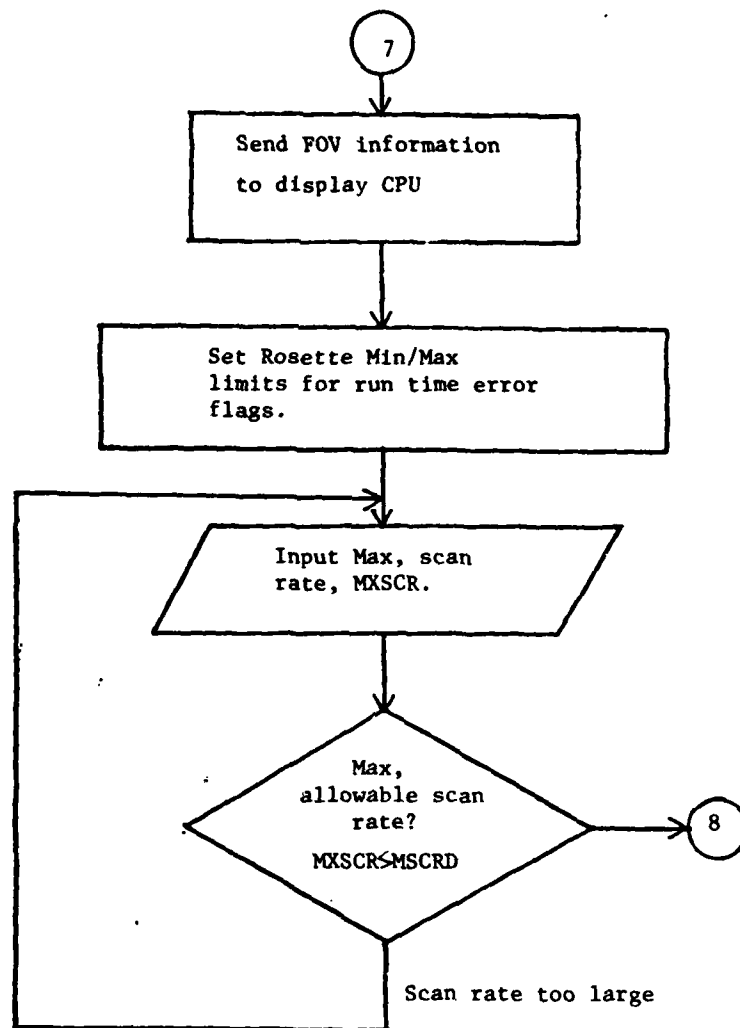 7
Send FOV information
to display CPU
Set Rosette Min/Max
limits for run time error
flags.
Input Max, scan
rate, MXSCR.
Max,
allowable scan
rate?
MXSCR≤MSCRD
8
Scan rate too large